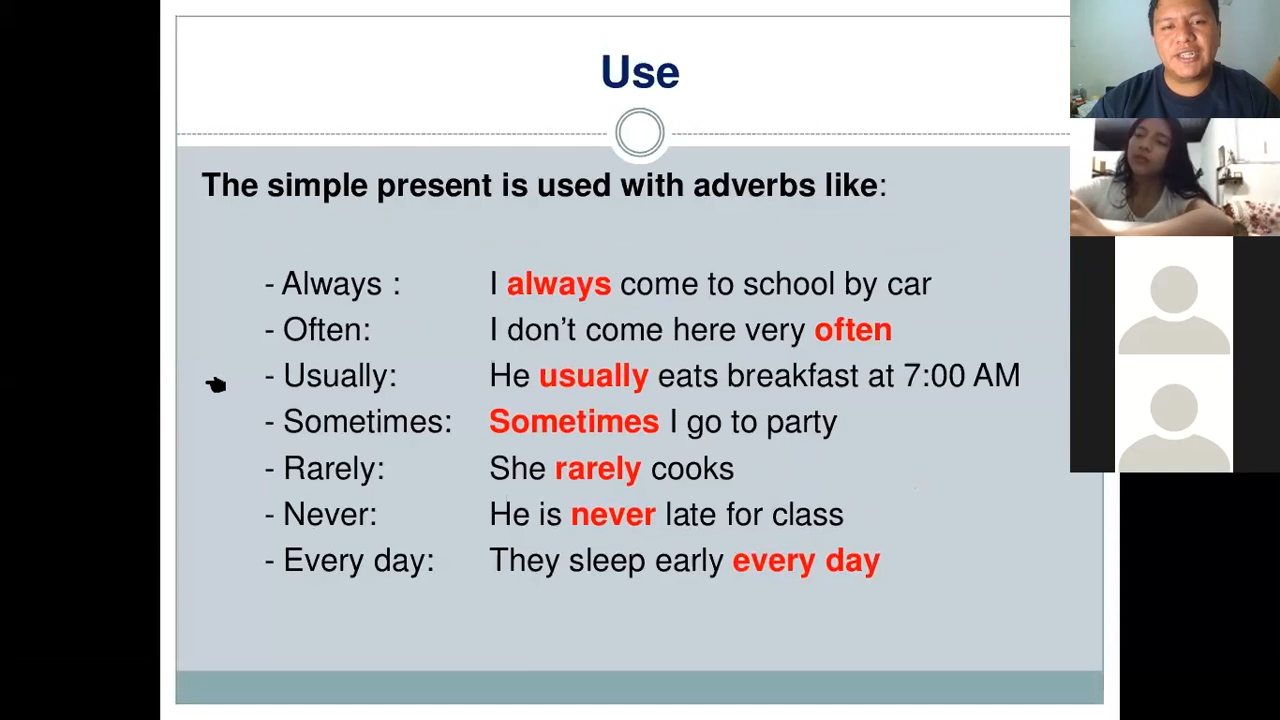 Use
The simple present is used with adverbs like:
- Always : I always come to school by car
- Often: I don’t come here very often
- Usually: He usually eats breakfast at 7:00 AM
- Sometimes: Sometimes I go to party
- Rarely: She rarely cooks
- Never: He is never late for class
- Every day: They sleep early every day